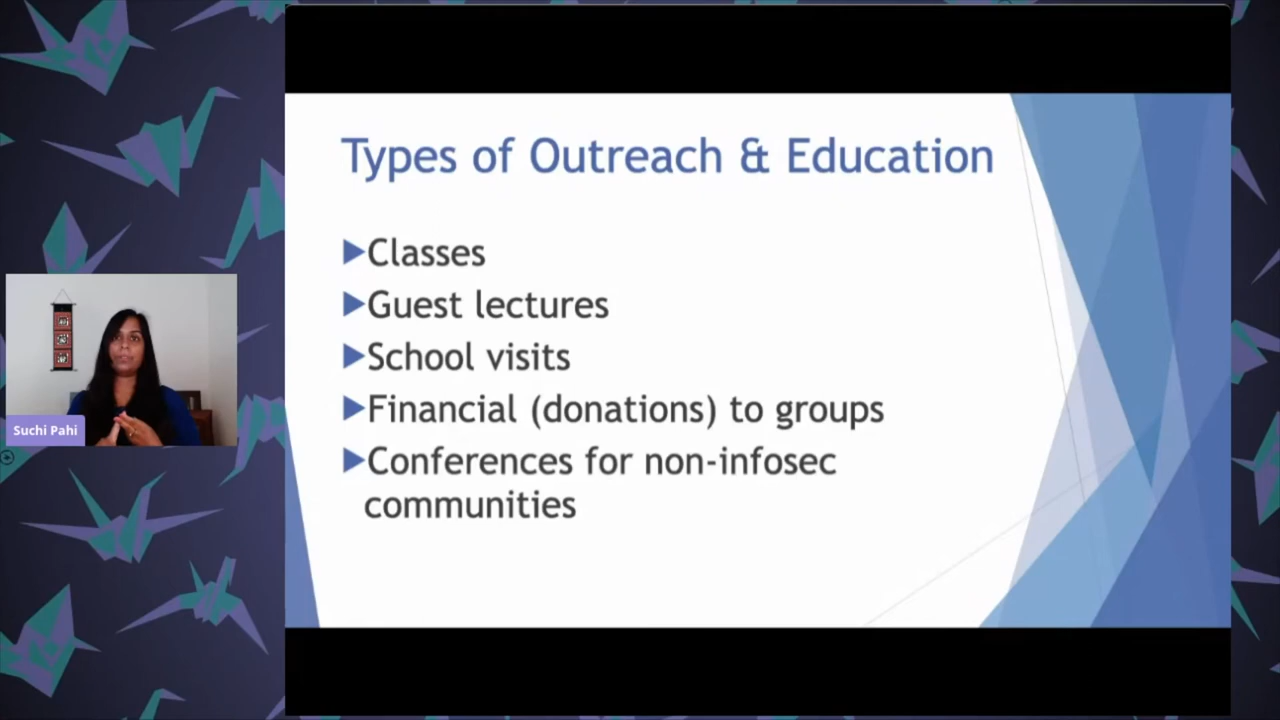 Types of Outreach & Education
Classes
Guest lectures
School visits
Financial (donations) to groups
Conferences for non-infosec
communities
Suchi Pahi